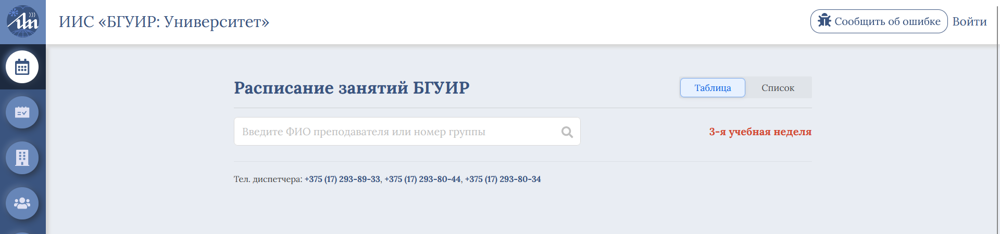 ИИС «БГУИР: Университет»
Сообщить об ошибке
Войти
Расписание занятий БГУИР
Таблица
Список
Введите ФИО преподавателя или номер группы
3-я учебная неделя
Тел. диспетчера: +375 (17) 293-89-33, +375 (17) 293-80-44, +375 (17) 293-80-34